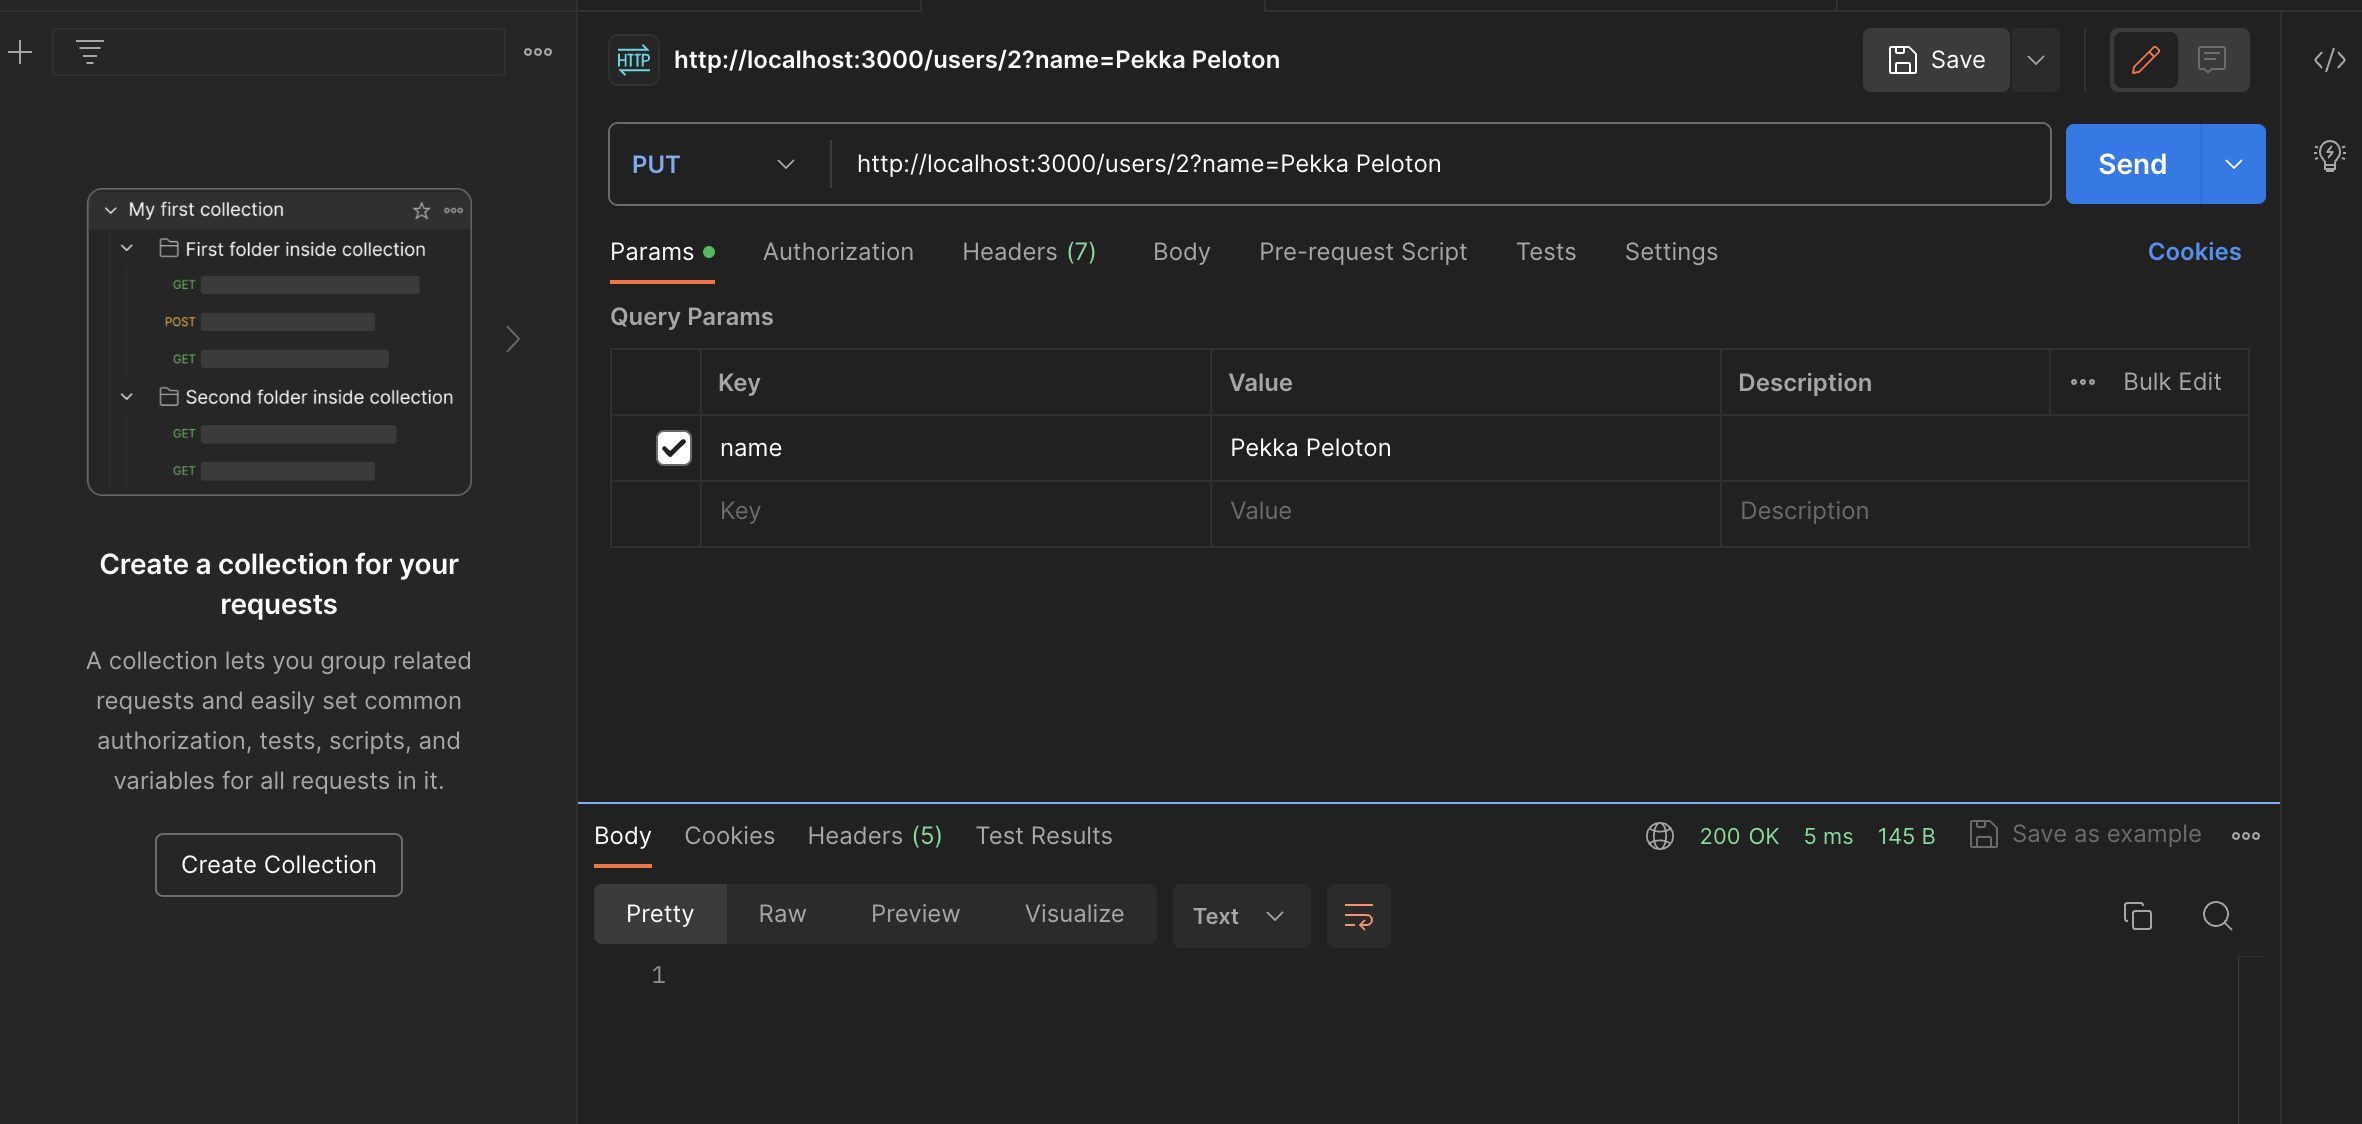 HTTP http://localhost:3000/users/2?name=Pekka Peloton Save
PUT http://localhost:3000/users/2?name=Pekka Peloton Send
Params Authorization Headers (7) Body Pre-request Script Tests Settings Cookies
Query Params
Key Value Description Bulk Edit
name Pekka Peloton
Key Value Description
My first collection
First folder inside collection
GET
POST
GET
Second folder inside collection
GET
GET
Create a collection for your
requests
A collection lets you group related
requests and easily set common
authorization, tests, scripts, and
variables for all requests in it.
Create Collection
Body Cookies Headers (5) Test Results 200 OK 5 ms 145 B Save as example
Pretty Raw Preview Visualize Text
1